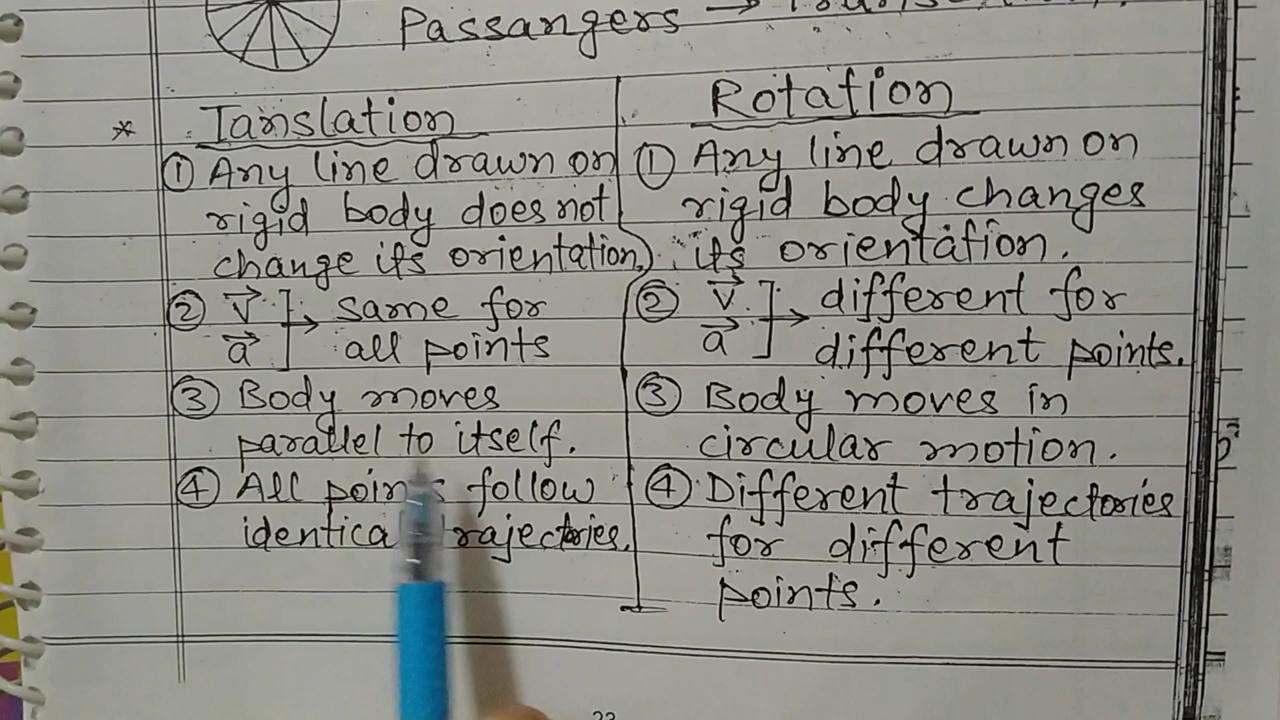 Passangers →
* Tanslation
① Any line drawn on
rigid body does not
change its orientation.
② v⃗ ] → same for
a⃗ ] all points
③ Body moves
parallel to itself.
④ All points follow
identical trajectories.
Rotation
① Any line drawn on
rigid body changes
its orientation.
② v⃗ ] → different for
a⃗ ] different points.
③ Body moves in
circular motion.
④ Different trajectories
for different
points.